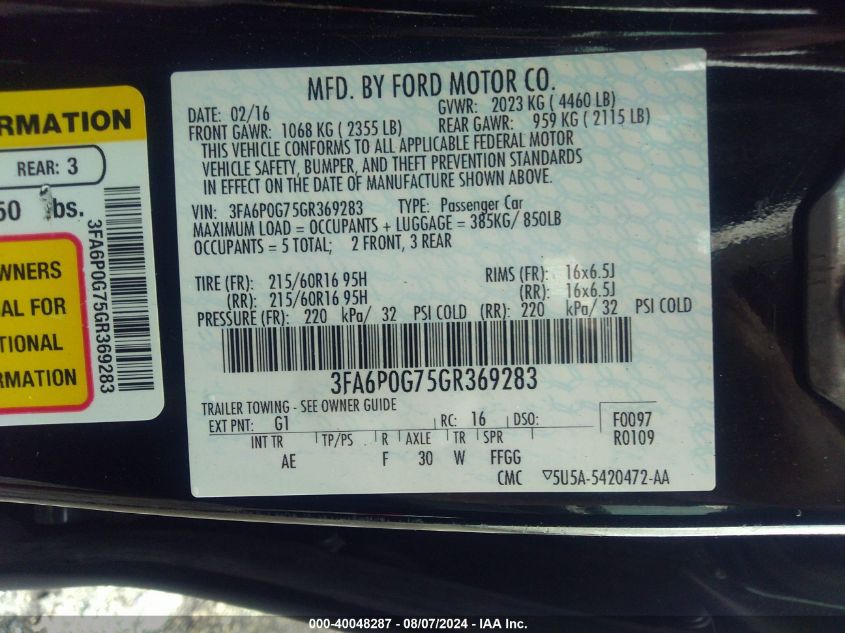 RMATION
REAR: 3
50 lbs.
WNERS
AL FOR
TIONAL
RMATION
3FA6P0G75GR369283
MFD. BY FORD MOTOR CO.
DATE: 02/16 GVWR: 2023 KG ( 4460 LB)
FRONT GAWR: 1068 KG ( 2355 LB) REAR GAWR: 959 KG ( 2115 LB)
THIS VEHICLE CONFORMS TO ALL APPLICABLE FEDERAL MOTOR
VEHICLE SAFETY, BUMPER, AND THEFT PREVENTION STANDARDS
IN EFFECT ON THE DATE OF MANUFACTURE SHOWN ABOVE.
VIN: 3FA6P0G75GR369283 TYPE: Passenger Car
MAXIMUM LOAD = OCCUPANTS + LUGGAGE = 385KG/ 850LB
OCCUPANTS = 5 TOTAL; 2 FRONT, 3 REAR
TIRE (FR): 215/60R16 95H RIMS (FR): 16x6.5J
(RR): 215/60R16 95H (RR): 16x6.5J
PRESSURE (FR): 220 kPa/ 32 PSI COLD (RR): 220 kPa/ 32 PSI COLD
3FA6P0G75GR369283
TRAILER TOWING - SEE OWNER GUIDE
EXT PNT: G1 RC: 16 DSO: F0097
INT TR TP/PS R AXLE TR SPR R0109
AE F 30 W FFGG
CMC ▽5U5A-5420472-AA
000-40048287 - 08/07/2024 - IAA Inc.